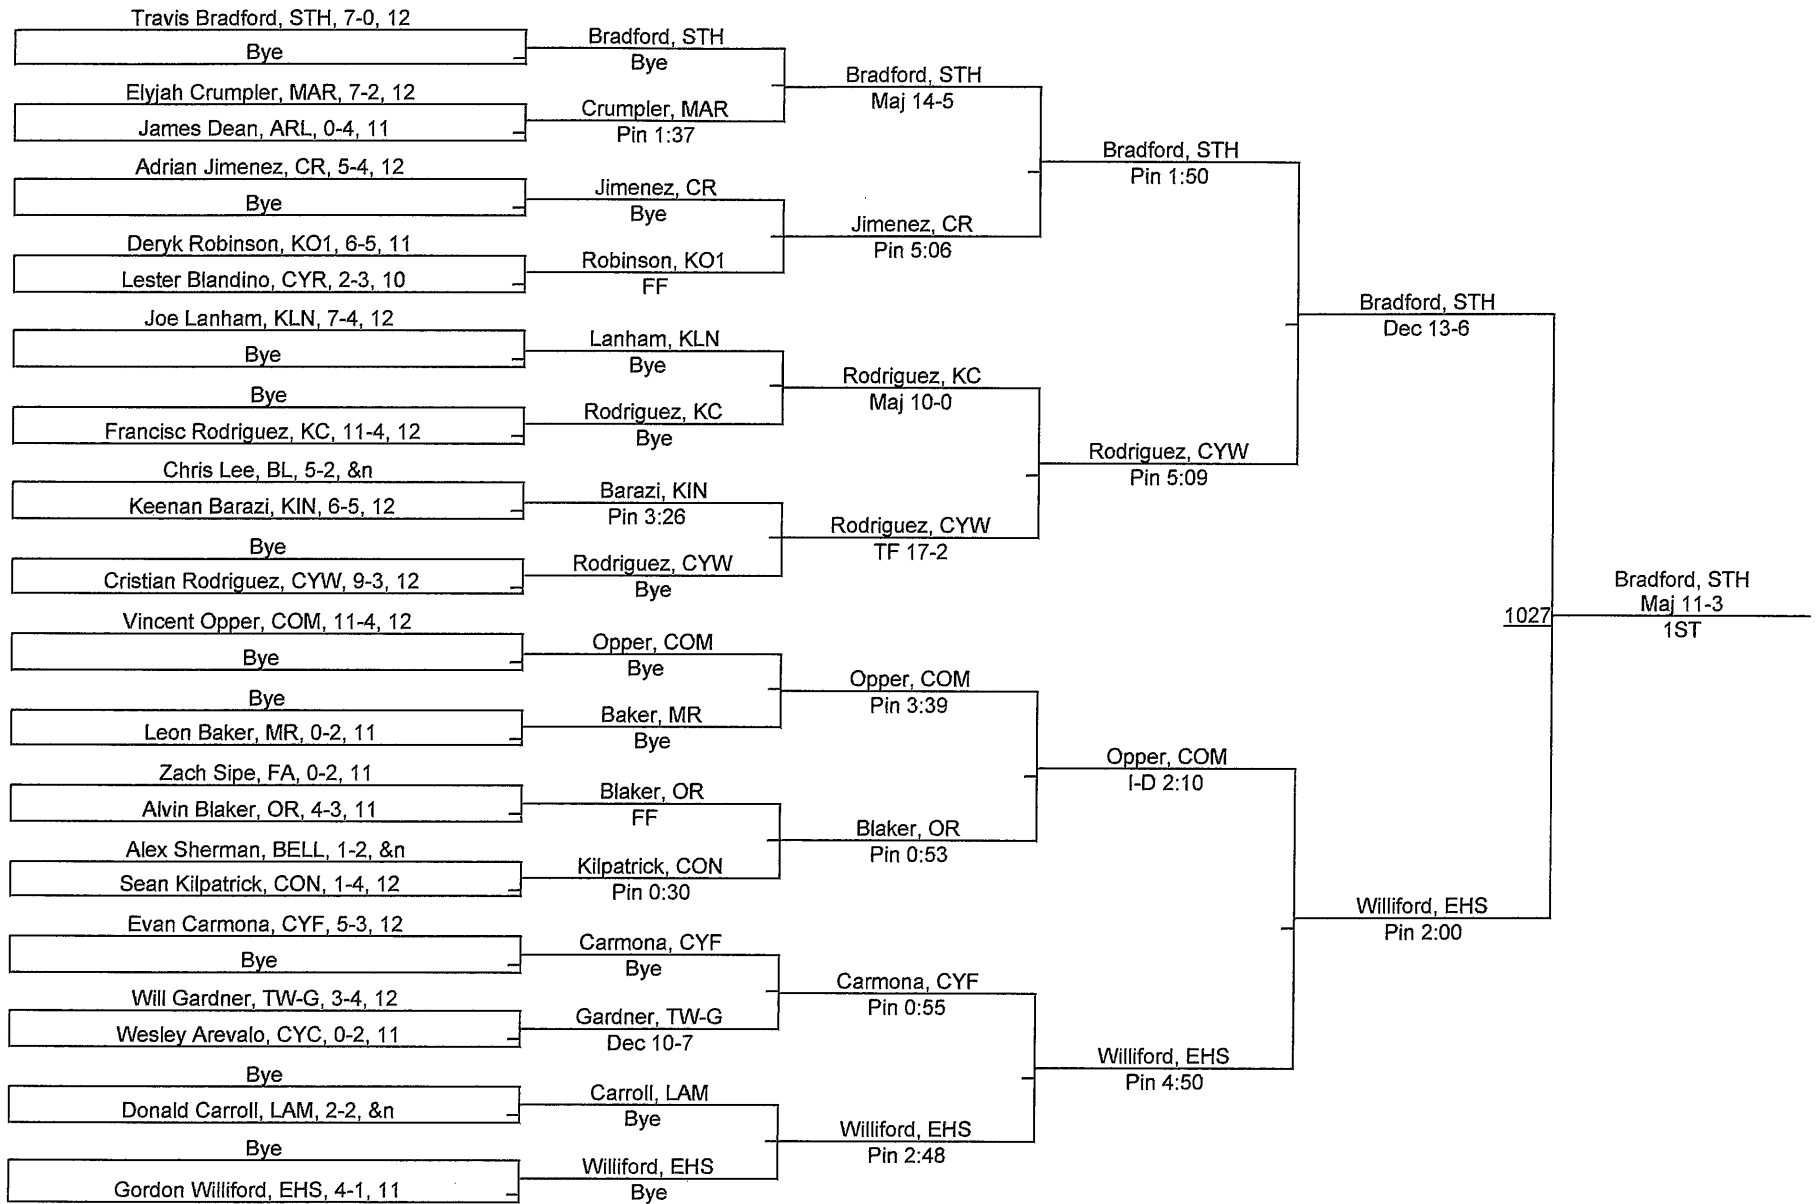 Travis Bradford, STH, 7-0, 12
Bye
Elyjah Crumpler, MAR, 7-2, 12
James Dean, ARL, 0-4, 11
Adrian Jimenez, CR, 5-4, 12
Bye
Deryk Robinson, KO1, 6-5, 11
Lester Blandino, CYR, 2-3, 10
Joe Lanham, KLN, 7-4, 12
Bye
Bye
Francisc Rodriguez, KC, 11-4, 12
Chris Lee, BL, 5-2, &n
Keenan Barazi, KIN, 6-5, 12
Bye
Cristian Rodriguez, CYW, 9-3, 12
Vincent Opper, COM, 11-4, 12
Bye
Bye
Leon Baker, MR, 0-2, 11
Zach Sipe, FA, 0-2, 11
Alvin Blaker, OR, 4-3, 11
Alex Sherman, BELL, 1-2, &n
Sean Kilpatrick, CON, 1-4, 12
Evan Carmona, CYF, 5-3, 12
Bye
Will Gardner, TW-G, 3-4, 12
Wesley Arevalo, CYC, 0-2, 11
Bye
Donald Carroll, LAM, 2-2, &n
Bye
Gordon Williford, EHS, 4-1, 11
Bradford, STH
Bye
Crumpler, MAR
Pin 1:37
Jimenez, CR
Bye
Robinson, KO1
FF
Lanham, KLN
Bye
Rodriguez, KC
Bye
Barazi, KIN
Pin 3:26
Rodriguez, CYW
Bye
Opper, COM
Bye
Baker, MR
Bye
Blaker, OR
FF
Kilpatrick, CON
Pin 0:30
Carmona, CYF
Bye
Gardner, TW-G
Dec 10-7
Carroll, LAM
Bye
Williford, EHS
Bye
Bradford, STH
Maj 14-5
Jimenez, CR
Pin 5:06
Rodriguez, KC
Maj 10-0
Rodriguez, CYW
TF 17-2
Opper, COM
Pin 3:39
Blaker, OR
Pin 0:53
Carmona, CYF
Pin 0:55
Williford, EHS
Pin 2:48
Bradford, STH
Pin 1:50
Rodriguez, CYW
Pin 5:09
Opper, COM
I-D 2:10
Williford, EHS
Pin 4:50
Bradford, STH
Dec 13-6
Williford, EHS
Pin 2:00
1027
Bradford, STH
Maj 11-3
1ST